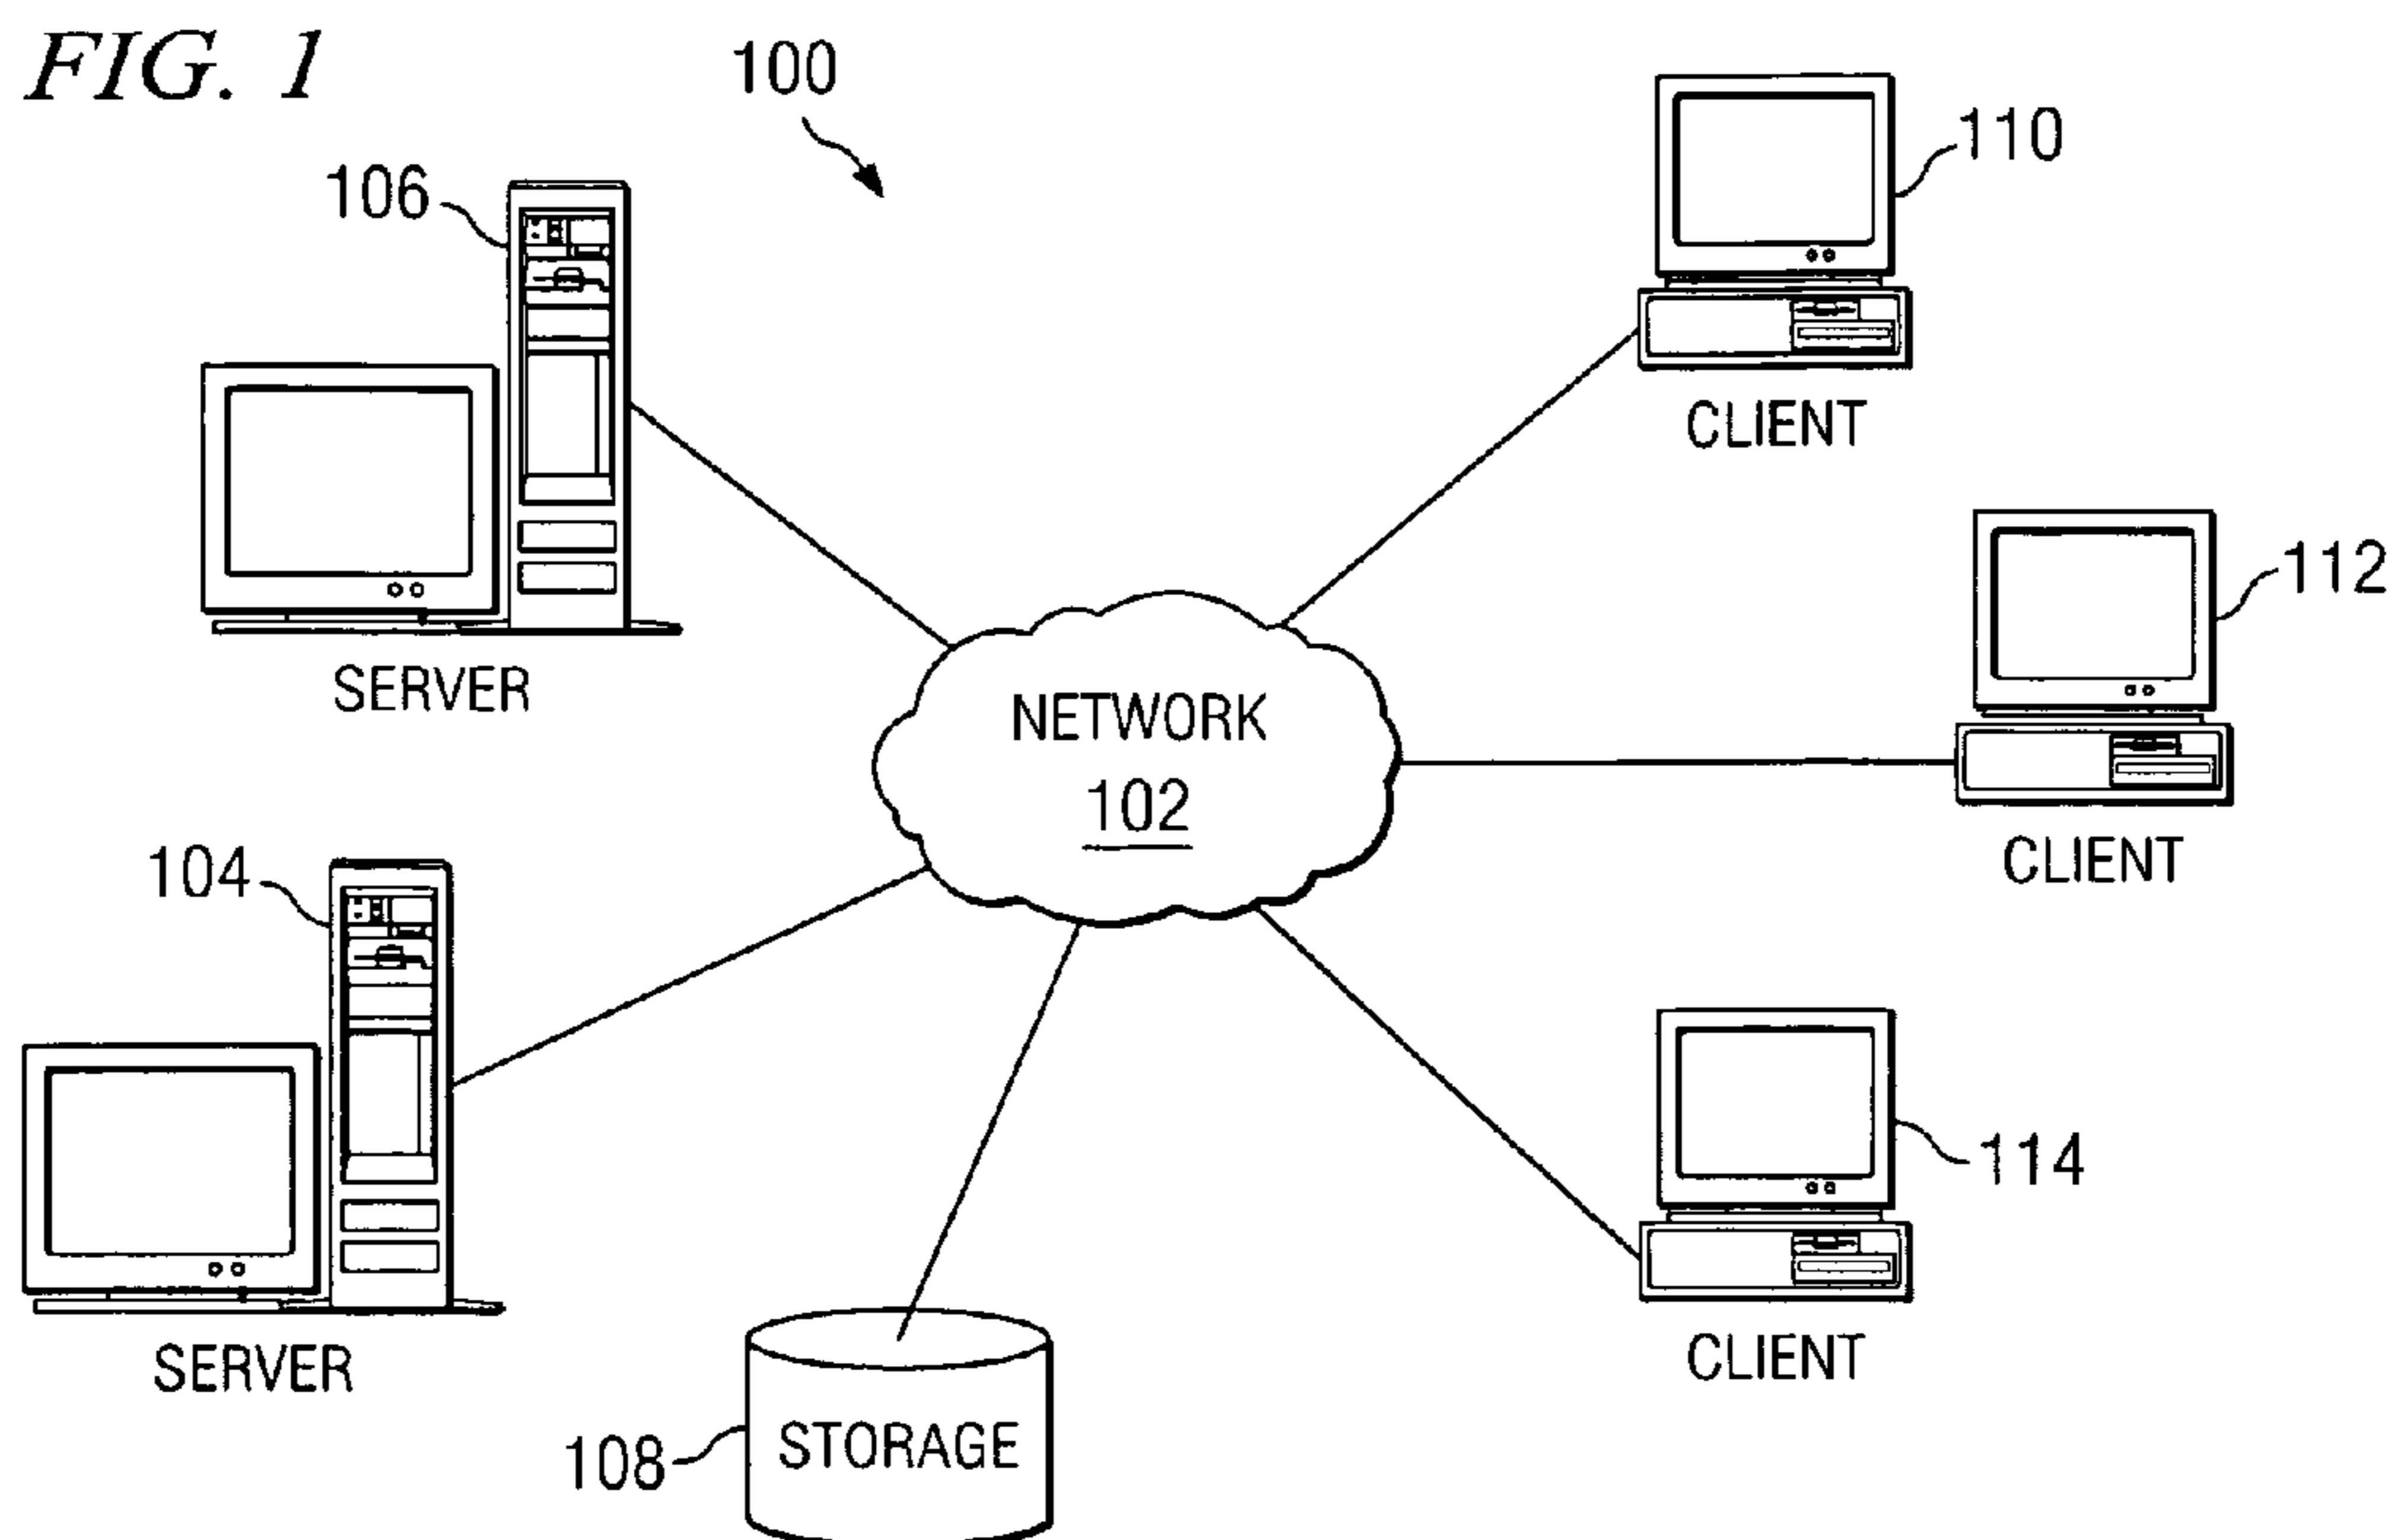 FIG. 1
100
110
106
CLIENT
112
SERVER
NETWORK
102
CLIENT
104
114
SERVER
CLIENT
108
STORAGE